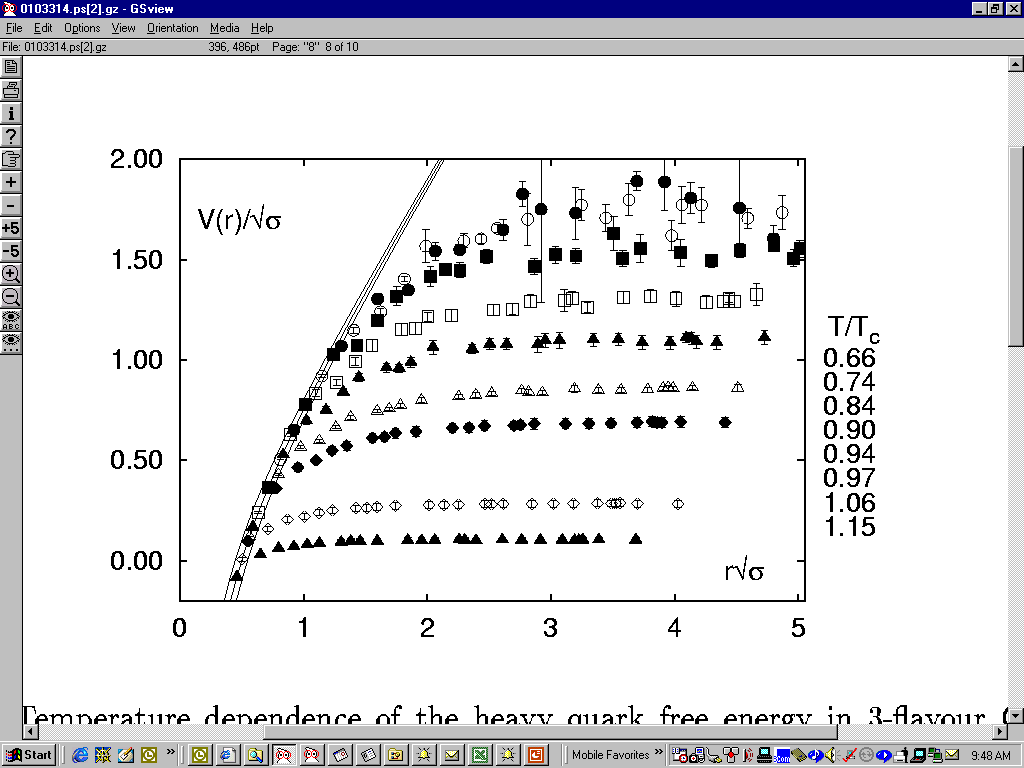 0103314.ps[2].gz - GSview
File Edit Options View Orientation Media Help
File: 0103314.ps[2].gz 396, 486pt Page: "8" 8 of 10
i
?
+
-
+5
-5
ABC
2.00
V(r)/√σ
1.50
1.00
0.50
0.00
r√σ
0 1 2 3 4 5
T/Tc
0.66
0.74
0.84
0.90
0.94
0.97
1.06
1.15
Temperature dependence of the heavy quark free energy in 3-flavour
Start » Mobile Favorites » 9:48 AM